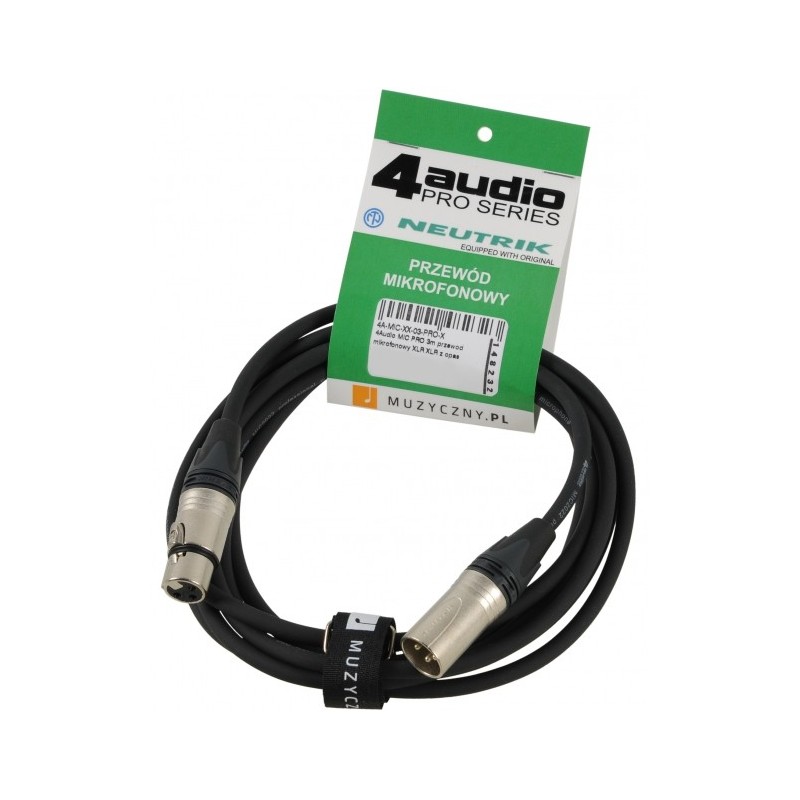 4audio
PRO SERIES
NEUTRIK
EQUIPPED WITH ORIGINAL
PRZEWÓD
MIKROFONOWY
4A-MIC-XX-03-PRO-X
4Audio MIC PRO 3m przewod
mikrofonowy XLR XLR z opas
148232
MUZYCZNY.PL
MUZYCZ